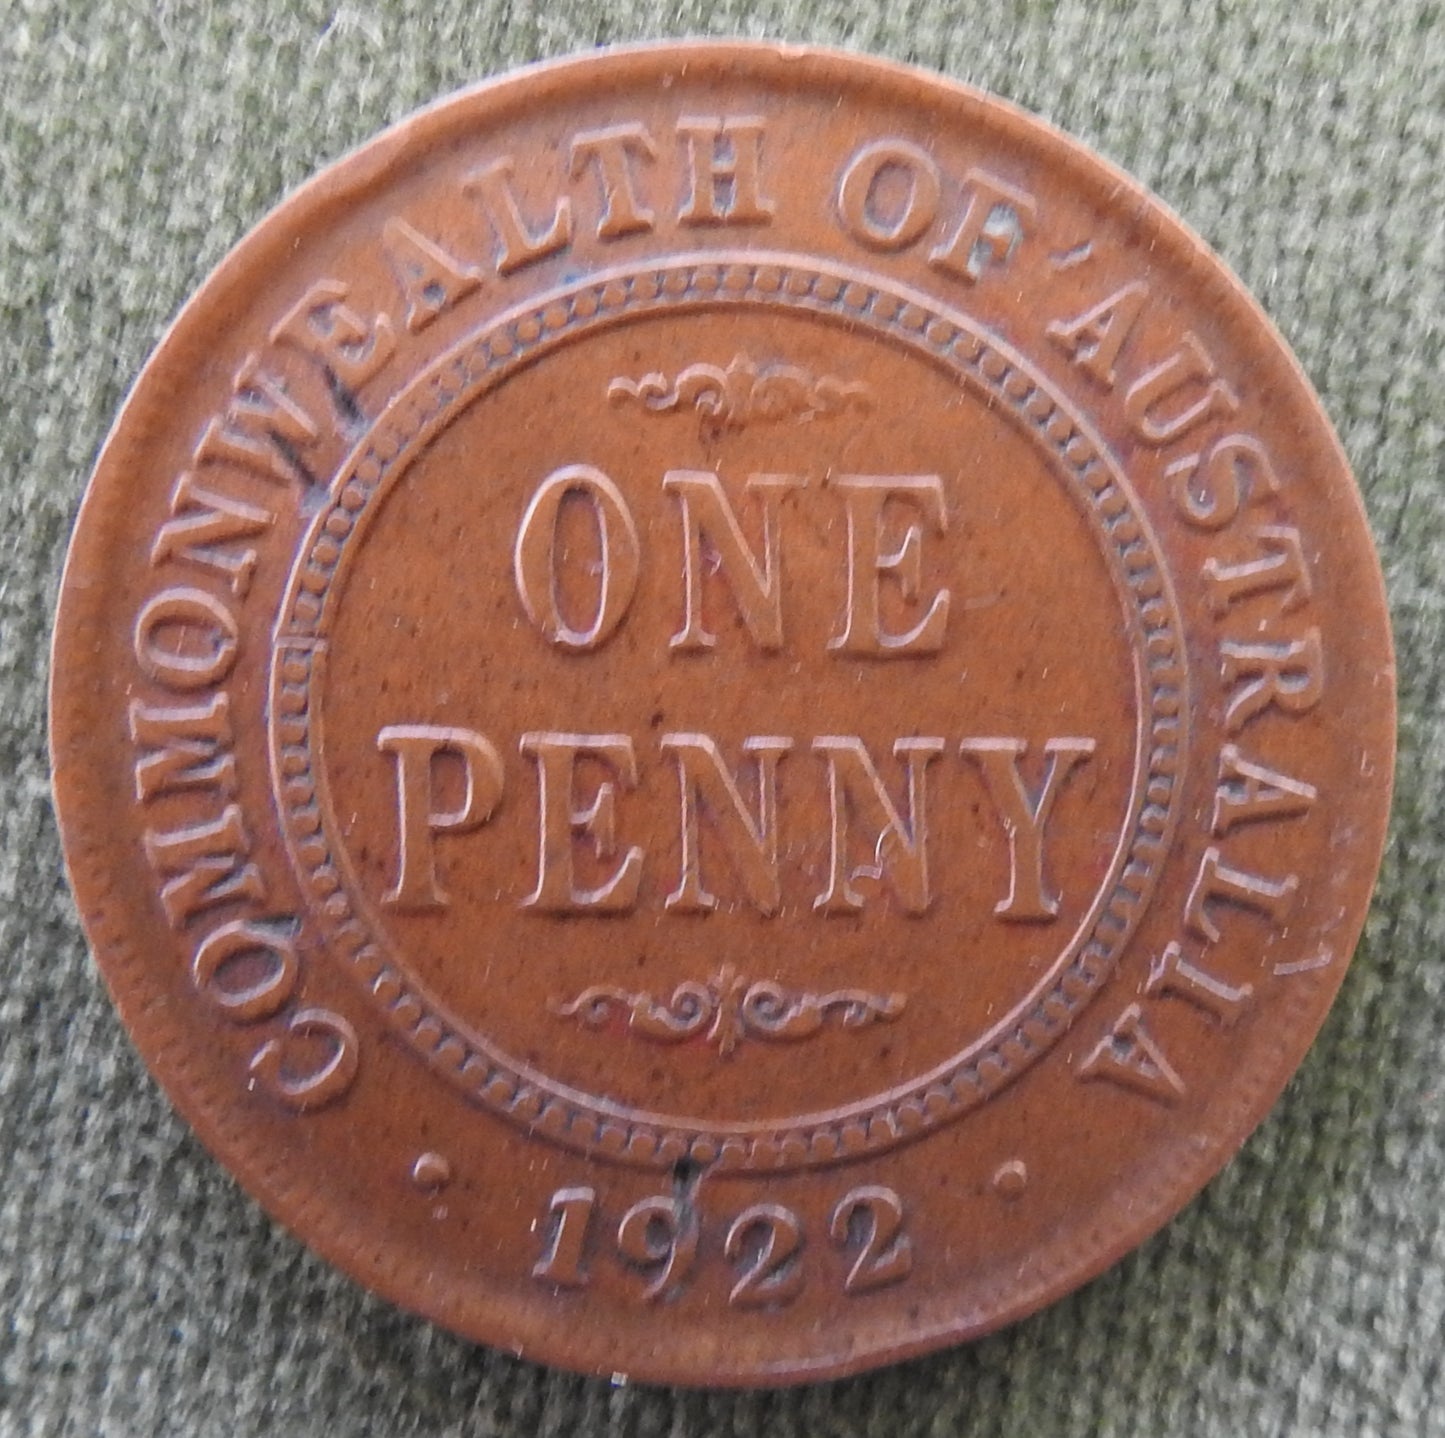 COMMONWEALTH OF AUSTRALIA
ONE
PENNY
· 1922 ·